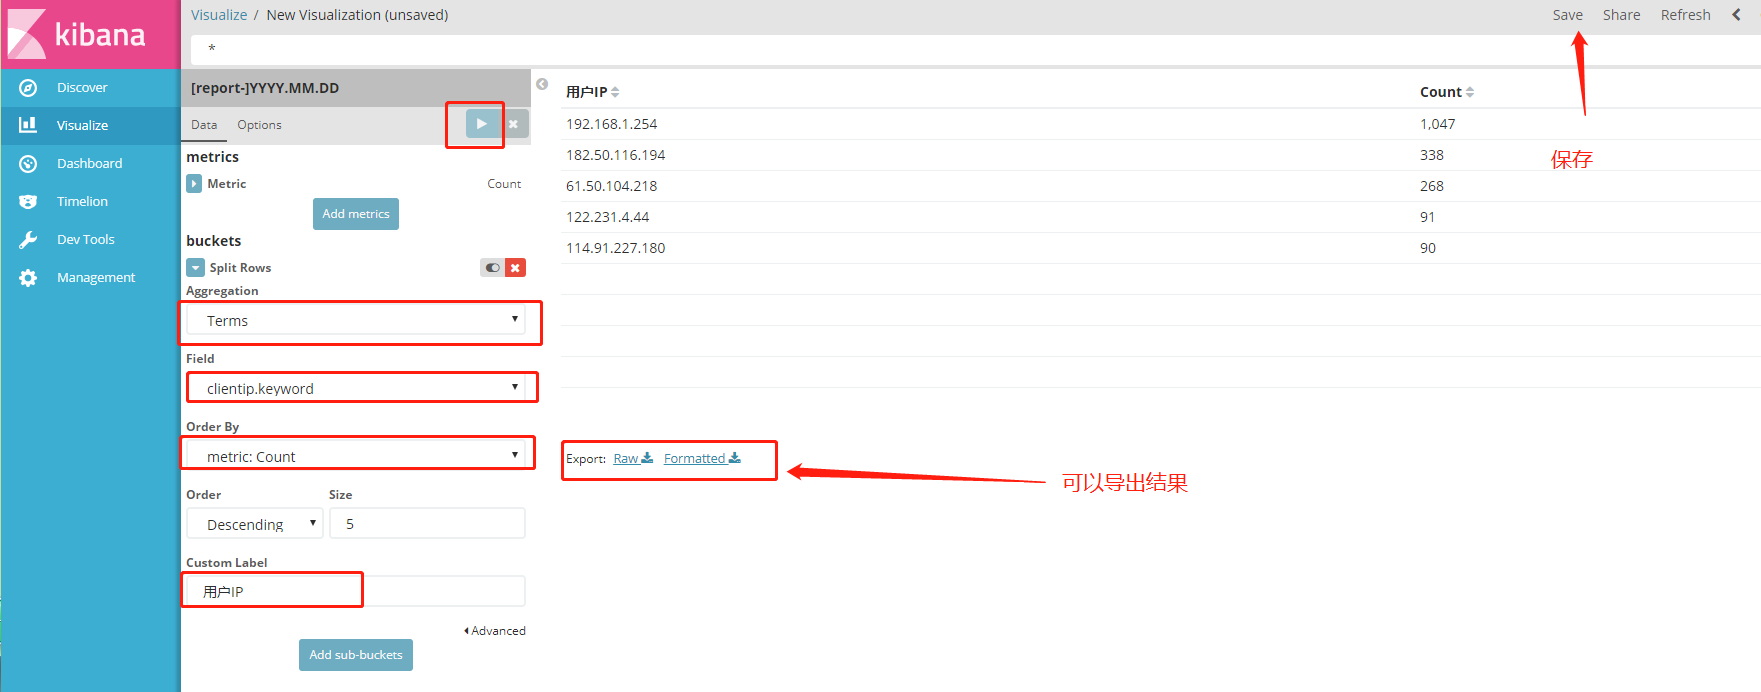 kibana
Discover
Visualize
Dashboard
Timelion
Dev Tools
Management
Visualize / New Visualization (unsaved)
Save Share Refresh
*
[report-]YYYY.MM.DD
Data Options
metrics
Metric Count
Add metrics
buckets
Split Rows
Aggregation
Terms
Field
clientip.keyword
Order By
metric: Count
Order Size
Descending 5
Custom Label
用户IP
Advanced
Add sub-buckets
用户IP Count
192.168.1.254 1,047
182.50.116.194 338
61.50.104.218 268
122.231.4.44 91
114.91.227.180 90
保存
Export: Raw Formatted
可以导出结果